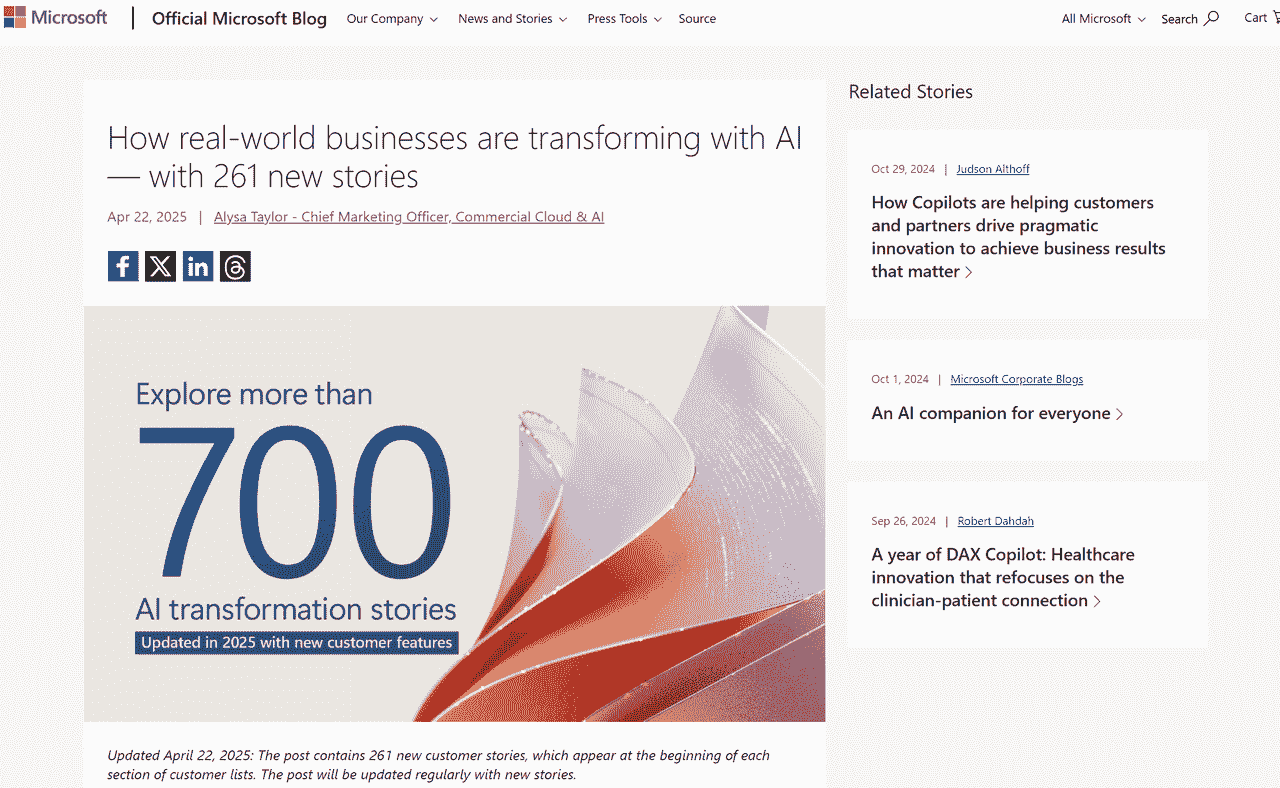 Microsoft
Official Microsoft Blog
Our Company
News and Stories
Press Tools
Source
All Microsoft
Search
Cart
How real-world businesses are transforming with AI
— with 261 new stories
Apr 22, 2025 | Alysa Taylor - Chief Marketing Officer, Commercial Cloud & AI
Explore more than
700
AI transformation stories
Updated in 2025 with new customer features
Updated April 22, 2025: The post contains 261 new customer stories, which appear at the beginning of each
section of customer lists. The post will be updated regularly with new stories.
Related Stories
Oct 29, 2024 | Judson Althoff
How Copilots are helping customers
and partners drive pragmatic
innovation to achieve business results
that matter
Oct 1, 2024 | Microsoft Corporate Blogs
An AI companion for everyone
Sep 26, 2024 | Robert Dahdah
A year of DAX Copilot: Healthcare
innovation that refocuses on the
clinician-patient connection